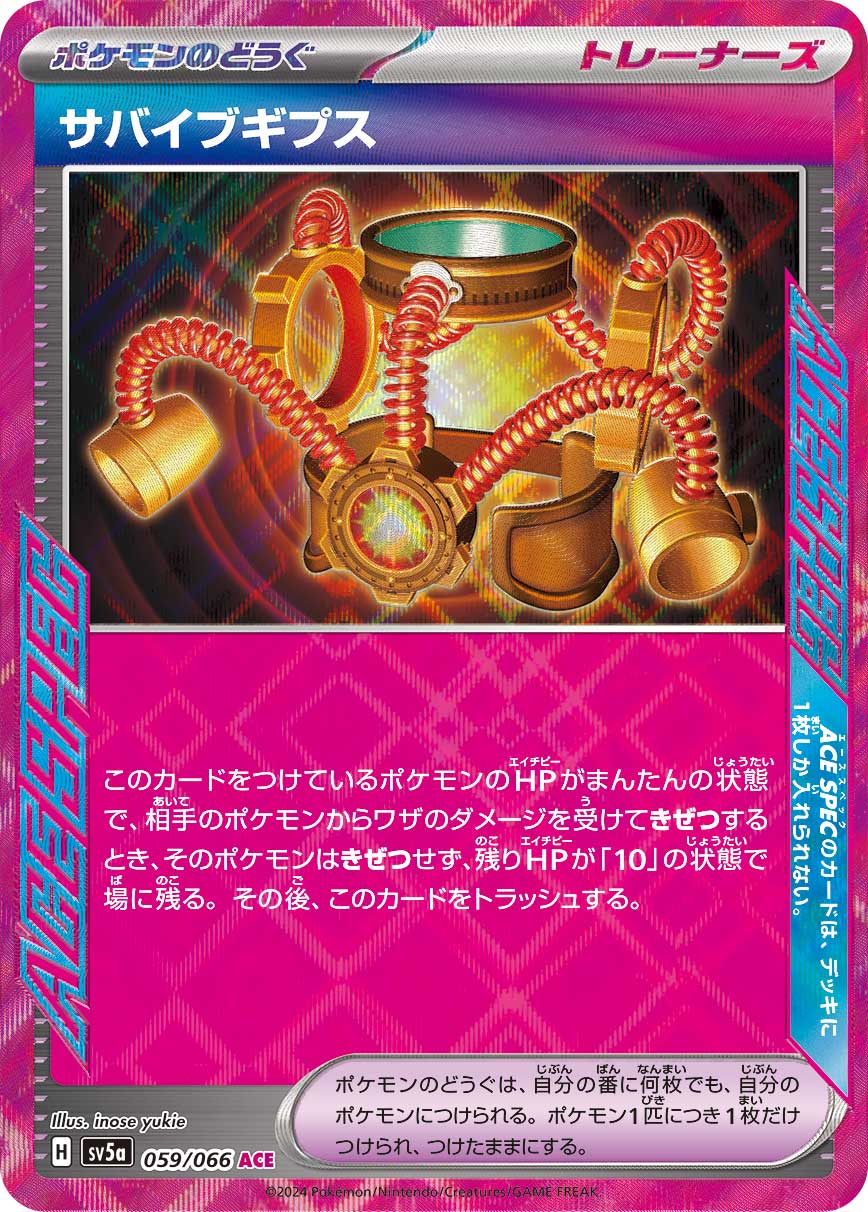 ポケモンのどうぐ
トレーナーズ
サバイブギプス
ACE SPEC
ACE SPEC
ACE SPECのカードは、デッキに
1枚しか入れられない。
このカードをつけているポケモンのHPがまんたんの状態
で、相手のポケモンからワザのダメージを受けてきぜつする
とき、そのポケモンはきぜつせず、残りHPが「10」の状態で
場に残る。その後、このカードをトラッシュする。
ポケモンのどうぐは、自分の番に何枚でも、自分の
ポケモンにつけられる。ポケモン1匹につき1枚だけ
つけられ、つけたままにする。
Illus. inose yukie
H sv5a 059/066 ACE
©2024 Pokémon/Nintendo/Creatures/GAME FREAK